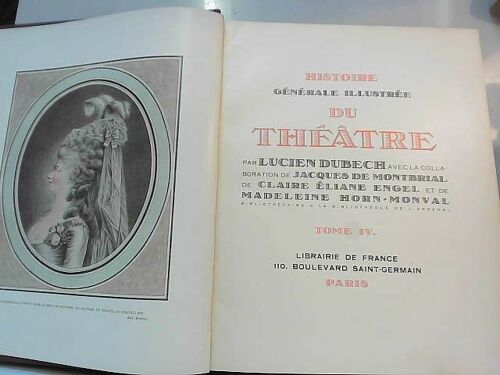 HISTOIRE
GÉNÉRALE ILLUSTRÉE
DU
THÉÂTRE
PAR LUCIEN DUBECH AVEC LA COLLA-
BORATION DE JACQUES DE MONTBRIAL
DE CLAIRE ÉLIANE ENGEL ET DE
MADELEINE HORN-MONVAL
BIBLIOTHÉCAIRE A LA BIBLIOTHÈQUE DE L'ARSENAL
TOME IV.
LIBRAIRIE DE FRANCE
110, BOULEVARD SAINT-GERMAIN
PARIS